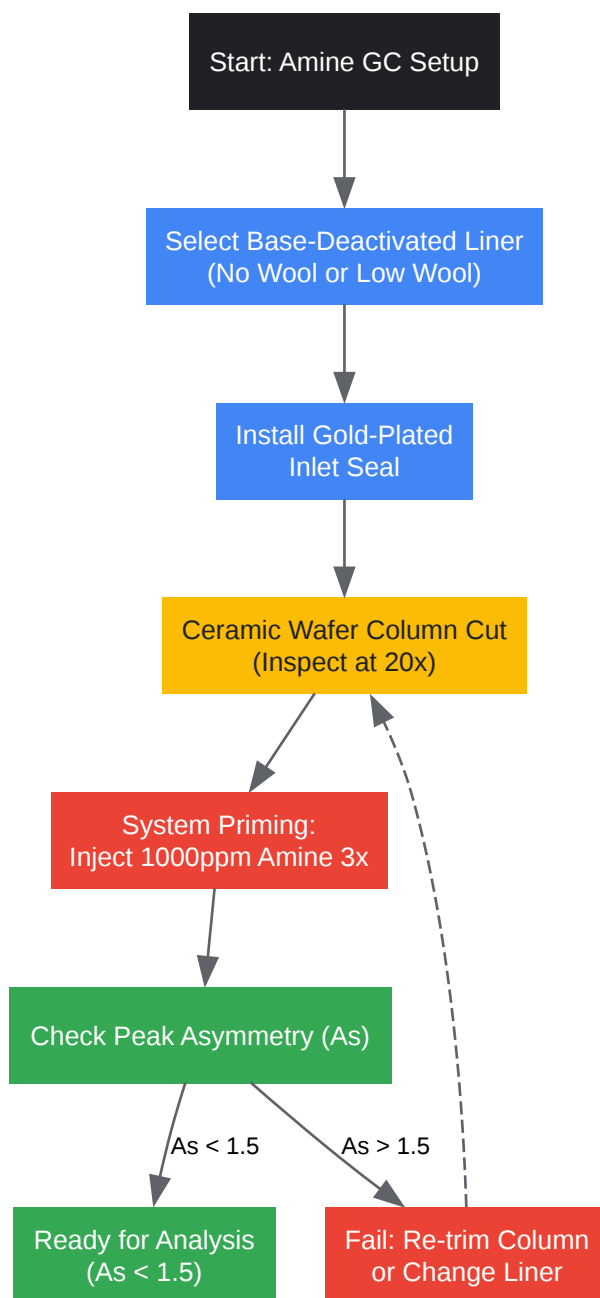 Start: Amine GC Setup
Select Base-Deactivated Liner
(No Wool or Low Wool)
Install Gold-Plated
Inlet Seal
Ceramic Wafer Column Cut
(Inspect at 20x)
System Priming:
Inject 1000ppm Amine 3x
Check Peak Asymmetry (As)
As < 1.5
As > 1.5
Ready for Analysis
(As < 1.5)
Fail: Re-trim Column
or Change Liner